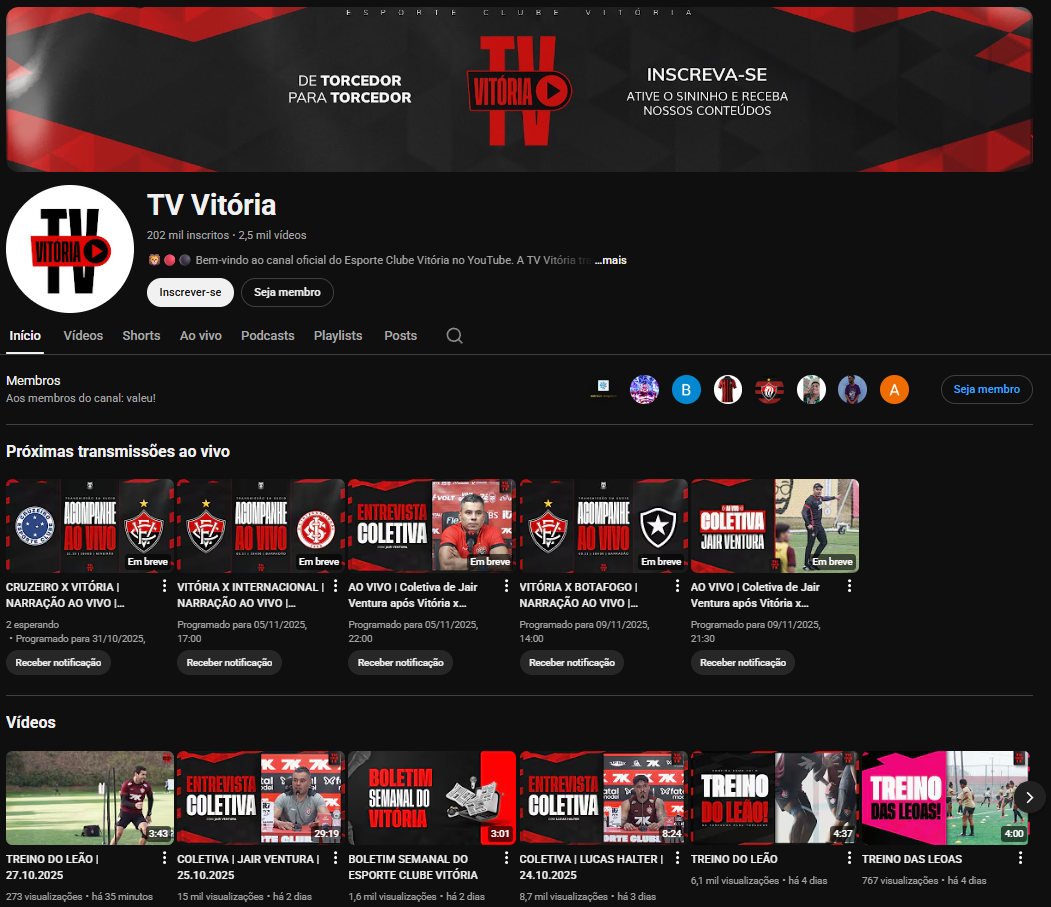 ESPORTE CLUBE VITÓRIA
DE TORCEDOR
PARA TORCEDOR
TV
VITÓRIA
INSCREVA-SE
ATIVE O SININHO E RECEBA
NOSSOS CONTEÚDOS
TV
VITÓRIA
TV Vitória
202 mil inscritos • 2,5 mil vídeos
Bem-vindo ao canal oficial do Esporte Clube Vitória no YouTube. A TV Vitória ...mais
Inscrever-se
Seja membro
Início
Vídeos
Shorts
Ao vivo
Podcasts
Playlists
Posts
Membros
Aos membros do canal: valeu!
B
A
Seja membro
Próximas transmissões ao vivo
ACOMPANHE
AO VIVO
Em breve
ACOMPANHE
AO VIVO
Em breve
ENTREVISTA
COLETIVA
Em breve
ACOMPANHE
AO VIVO
Em breve
AO VIVO
COLETIVA
JAIR VENTURA
Em breve
CRUZEIRO X VITÓRIA |
NARRAÇÃO AO VIVO |...
2 esperando
• Programado para 31/10/2025,
Receber notificação
VITÓRIA X INTERNACIONAL |
NARRAÇÃO AO VIVO |...
Programado para 05/11/2025,
17:00
Receber notificação
AO VIVO | Coletiva de Jair
Ventura após Vitória x...
Programado para 05/11/2025,
22:00
Receber notificação
VITÓRIA X BOTAFOGO |
NARRAÇÃO AO VIVO |...
Programado para 09/11/2025,
14:00
Receber notificação
AO VIVO | Coletiva de Jair
Ventura após Vitória x...
Programado para 09/11/2025,
21:30
Receber notificação
Vídeos
3:43
TREINO DO LEÃO |
27.10.2025
273 visualizações • há 35 minutos
ENTREVISTA
COLETIVA
29:19
COLETIVA | JAIR VENTURA |
25.10.2025
15 mil visualizações • há 2 dias
BOLETIM
SEMANAL DO
VITÓRIA
3:01
BOLETIM SEMANAL DO
ESPORTE CLUBE VITÓRIA
1,6 mil visualizações • há 2 dias
ENTREVISTA
COLETIVA
8:24
COLETIVA | LUCAS HALTER |
24.10.2025
8,7 mil visualizações • há 3 dias
TREINO
DO LEÃO!
4:37
TREINO DO LEÃO
6,1 mil visualizações • há 4 dias
TREINO
DAS LEOAS!
4:00
TREINO DAS LEOAS
767 visualizações • há 4 dias